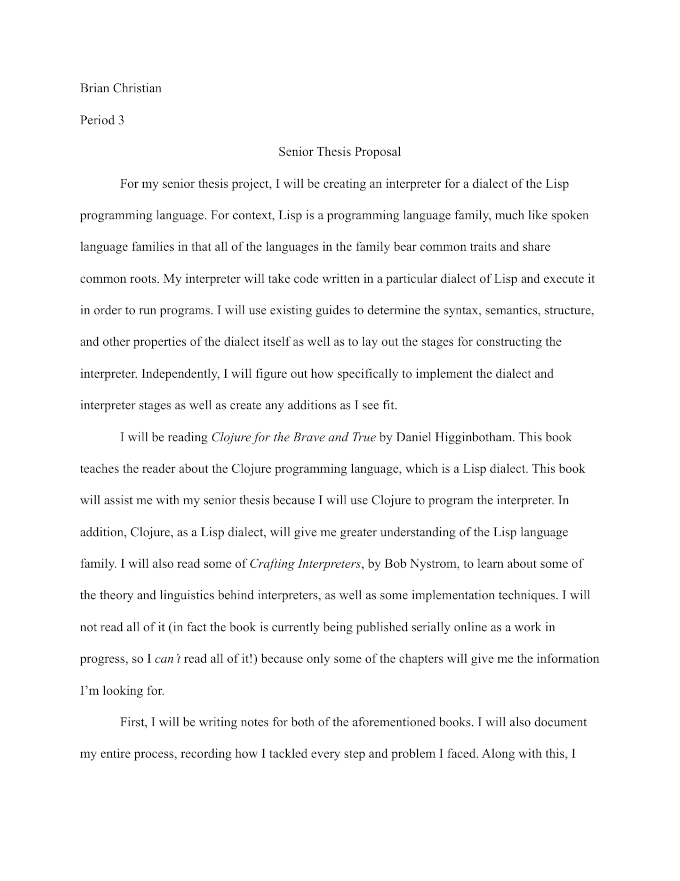 Brian Christian
Period 3
Senior Thesis Proposal
For my senior thesis project, I will be creating an interpreter for a dialect of the Lisp
programming language. For context, Lisp is a programming language family, much like spoken
language families in that all of the languages in the family bear common traits and share
common roots. My interpreter will take code written in a particular dialect of Lisp and execute it
in order to run programs. I will use existing guides to determine the syntax, semantics, structure,
and other properties of the dialect itself as well as to lay out the stages for constructing the
interpreter. Independently, I will figure out how specifically to implement the dialect and
interpreter stages as well as create any additions as I see fit.
I will be reading Clojure for the Brave and True by Daniel Higginbotham. This book
teaches the reader about the Clojure programming language, which is a Lisp dialect. This book
will assist me with my senior thesis because I will use Clojure to program the interpreter. In
addition, Clojure, as a Lisp dialect, will give me greater understanding of the Lisp language
family. I will also read some of Crafting Interpreters, by Bob Nystrom, to learn about some of
the theory and linguistics behind interpreters, as well as some implementation techniques. I will
not read all of it (in fact the book is currently being published serially online as a work in
progress, so I can’t read all of it!) because only some of the chapters will give me the information
I’m looking for.
First, I will be writing notes for both of the aforementioned books. I will also document
my entire process, recording how I tackled every step and problem I faced. Along with this, I